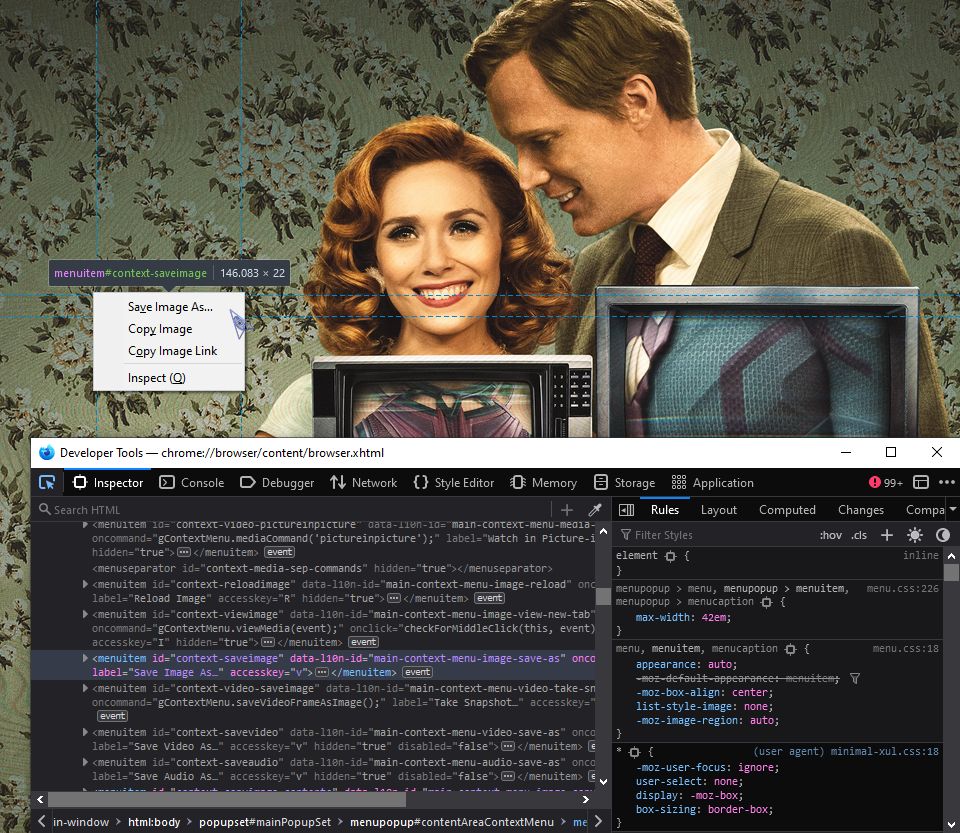 menuitem#context-saveimage 146.083 × 22
Save Image As...
Copy Image
Copy Image Link
Inspect (Q)
Developer Tools — chrome://browser/content/browser.xhtml
Inspector Console Debugger Network Style Editor Memory Storage Application 99+
Search HTML
Rules Layout Computed Changes Compa
Filter Styles :hov .cls
<menuitem id="context-video-pictureinpicture" data-l10n-id="main-context-menu-media-
oncommand="gContextMenu.mediaCommand('pictureinpicture');" label="Watch in Picture-i
hidden="true"></menuitem> event
<menuseparator id="context-media-sep-commands" hidden="true"></menuseparator>
<menuitem id="context-reloadimage" data-l10n-id="main-context-menu-image-reload" onc
label="Reload Image" accesskey="R" hidden="true"></menuitem> event
<menuitem id="context-viewimage" data-l10n-id="main-context-menu-image-view-new-tab"
oncommand="gContextMenu.viewMedia(event);" onclick="checkForMiddleClick(this, event)
accesskey="I" hidden="true"></menuitem> event
<menuitem id="context-saveimage" data-l10n-id="main-context-menu-image-save-as" onco
label="Save Image As…" accesskey="v"></menuitem> event
<menuitem id="context-video-saveimage" data-l10n-id="main-context-menu-video-take-sn
oncommand="gContextMenu.saveVideoFrameAsImage();" label="Take Snapshot…" accesskey="
event
<menuitem id="context-savevideo" data-l10n-id="main-context-menu-video-save-as" onco
label="Save Video As…" accesskey="v" hidden="true" disabled="false"></menuitem>
<menuitem id="context-saveaudio" data-l10n-id="main-context-menu-audio-save-as" onco
label="Save Audio As…" accesskey="v" hidden="true" disabled="false"></menuitem>
in-window html:body popupset#mainPopupSet menupopup#contentAreaContextMenu me
element { inline
}
menupopup > menu, menupopup > menuitem, menu.css:226
menupopup > menucaption {
max-width: 42em;
}
menu, menuitem, menucaption { menu.css:18
appearance: auto;
-moz-default-appearance: menuitem;
-moz-box-align: center;
list-style-image: none;
-moz-image-region: auto;
}
* { (user agent) minimal-xul.css:18
-moz-user-focus: ignore;
user-select: none;
display: -moz-box;
box-sizing: border-box;
}